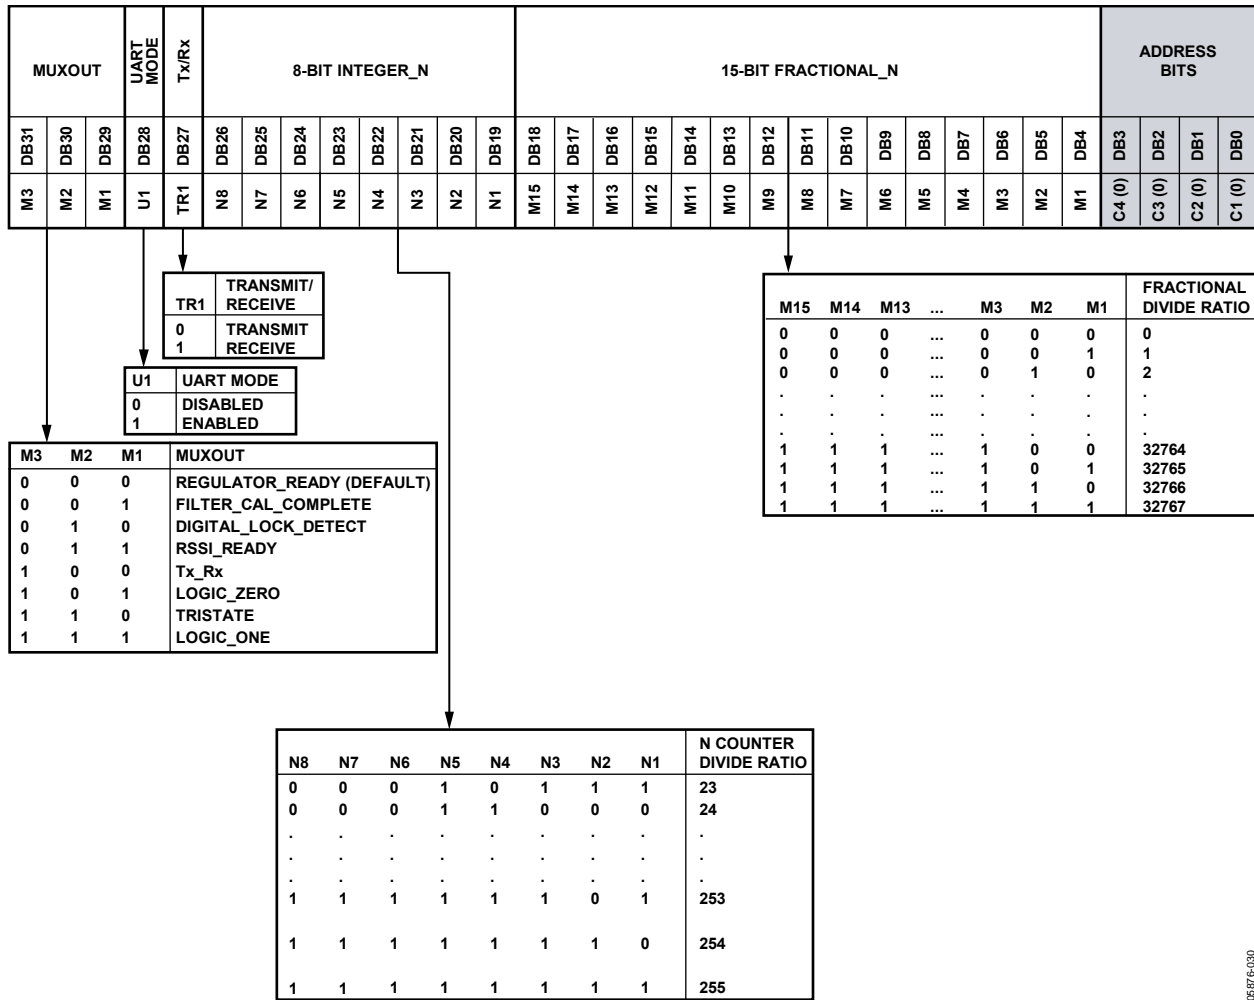 MUXOUT UART MODE Tx/Rx 8-BIT INTEGER_N 15-BIT FRACTIONAL_N ADDRESS BITS
DB31 DB30 DB29 DB28 DB27 DB26 DB25 DB24 DB23 DB22 DB21 DB20 DB19 DB18 DB17 DB16 DB15 DB14 DB13 DB12 DB11 DB10 DB9 DB8 DB7 DB6 DB5 DB4 DB3 DB2 DB1 DB0
M3 M2 M1 U1 TR1 N8 N7 N6 N5 N4 N3 N2 N1 M15 M14 M13 M12 M11 M10 M9 M8 M7 M6 M5 M4 M3 M2 M1 C4 (0) C3 (0) C2 (0) C1 (0)
TR1 TRANSMIT/ RECEIVE
0 TRANSMIT
1 RECEIVE
U1 UART MODE
0 DISABLED
1 ENABLED
M3 M2 M1 MUXOUT
0 0 0 REGULATOR_READY (DEFAULT)
0 0 1 FILTER_CAL_COMPLETE
0 1 0 DIGITAL_LOCK_DETECT
0 1 1 RSSI_READY
1 0 0 Tx_Rx
1 0 1 LOGIC_ZERO
1 1 0 TRISTATE
1 1 1 LOGIC_ONE
M15 M14 M13 ... M3 M2 M1 FRACTIONAL DIVIDE RATIO
0 0 0 ... 0 0 0 0
0 0 0 ... 0 0 1 1
0 0 0 ... 0 1 0 2
. . . ... . . . .
. . . ... . . . .
. . . ... . . . .
1 1 1 ... 1 0 0 32764
1 1 1 ... 1 0 1 32765
1 1 1 ... 1 1 0 32766
1 1 1 ... 1 1 1 32767
N8 N7 N6 N5 N4 N3 N2 N1 N COUNTER DIVIDE RATIO
0 0 0 1 0 1 1 1 23
0 0 0 1 1 0 0 0 24
. . . . . . . . .
. . . . . . . . .
. . . . . . . . .
1 1 1 1 1 1 0 1 253
1 1 1 1 1 1 1 0 254
1 1 1 1 1 1 1 1 255
05876-030